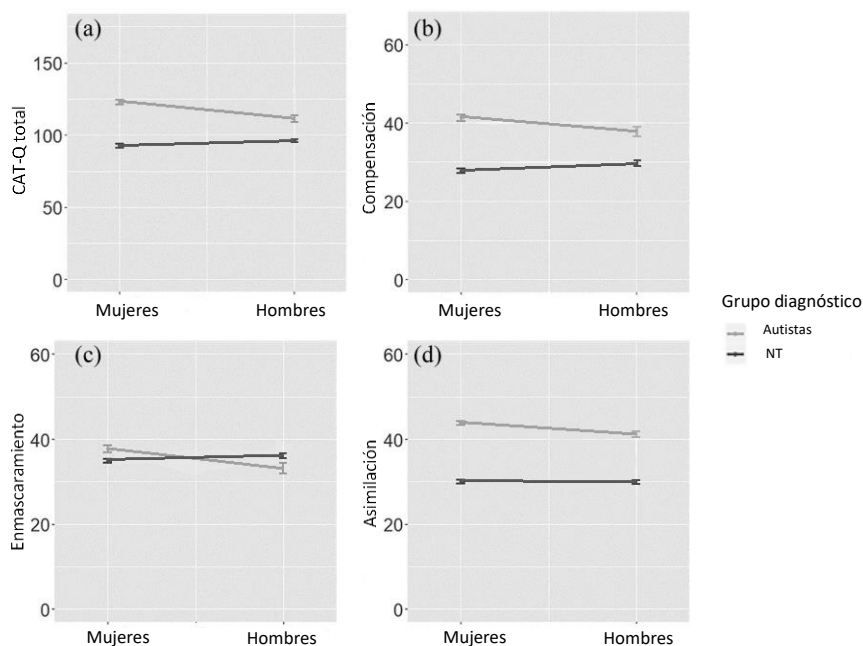 (a)
CAT-Q total
150
100
50
0
Mujeres Hombres
(b)
Compensación
60
40
20
0
Mujeres Hombres
Grupo diagnóstico
Autistas
NT
(c)
Enmascaramiento
60
40
20
0
Mujeres Hombres
(d)
Asimilación
60
40
20
0
Mujeres Hombres